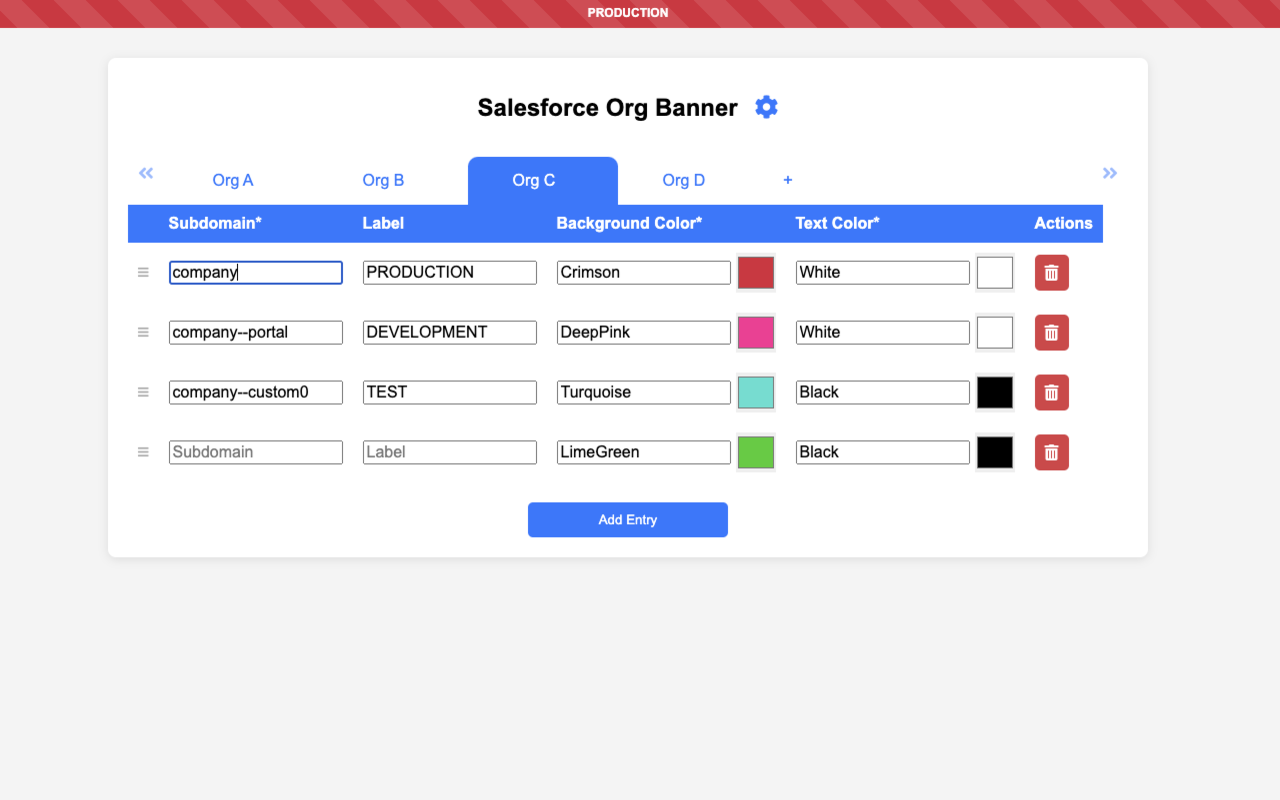 PRODUCTION
Salesforce Org Banner
Org A Org B Org C Org D +
Subdomain* Label Background Color* Text Color* Actions
company PRODUCTION Crimson White
company--portal DEVELOPMENT DeepPink White
company--custom0 TEST Turquoise Black
Subdomain Label LimeGreen Black
Add Entry